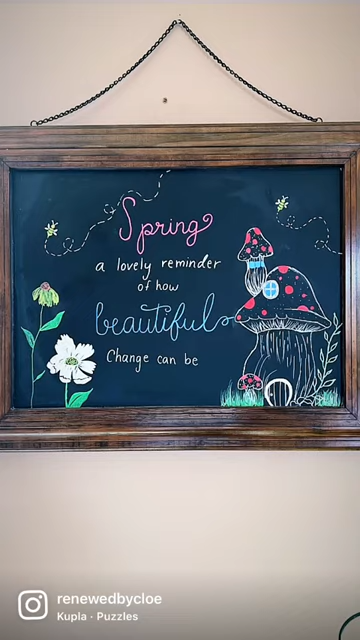 Spring
a lovely reminder
of how
beautiful
Change can be
renewedbycloe
Kupla · Puzzles